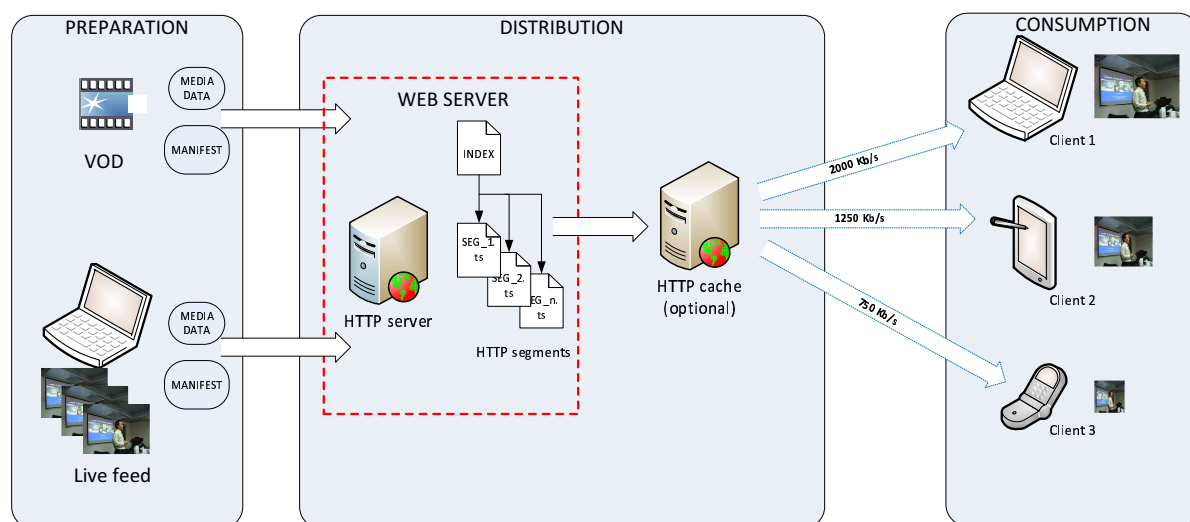 PREPARATION
MEDIA
DATA
MANIFEST
VOD
MEDIA
DATA
MANIFEST
Live feed
DISTRIBUTION
WEB SERVER
INDEX
SEG_1.
ts
SEG_2.
ts
EG_n.
ts
HTTP server
HTTP segments
HTTP cache
(optional)
2000 Kb/s
1250 Kb/s
750 Kb/s
CONSUMPTION
Client 1
Client 2
Client 3